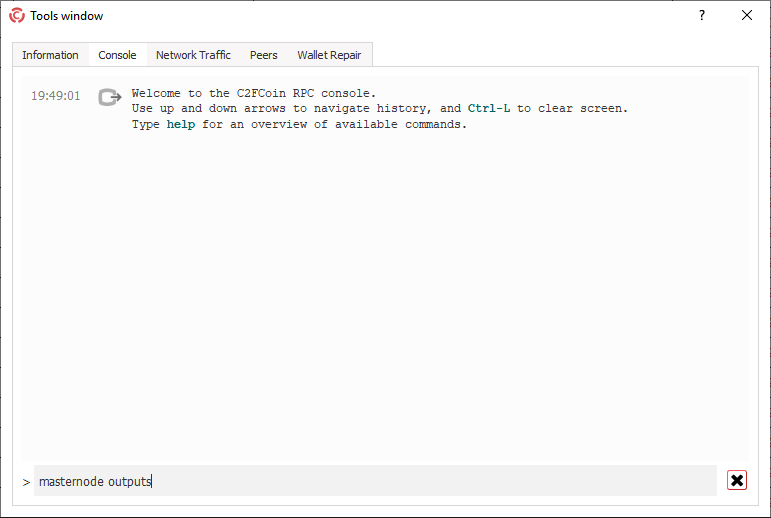 Tools window
?
Information Console Network Traffic Peers Wallet Repair
19:49:01 Welcome to the C2FCoin RPC console.
Use up and down arrows to navigate history, and Ctrl-L to clear screen.
Type help for an overview of available commands.
> masternode outputs